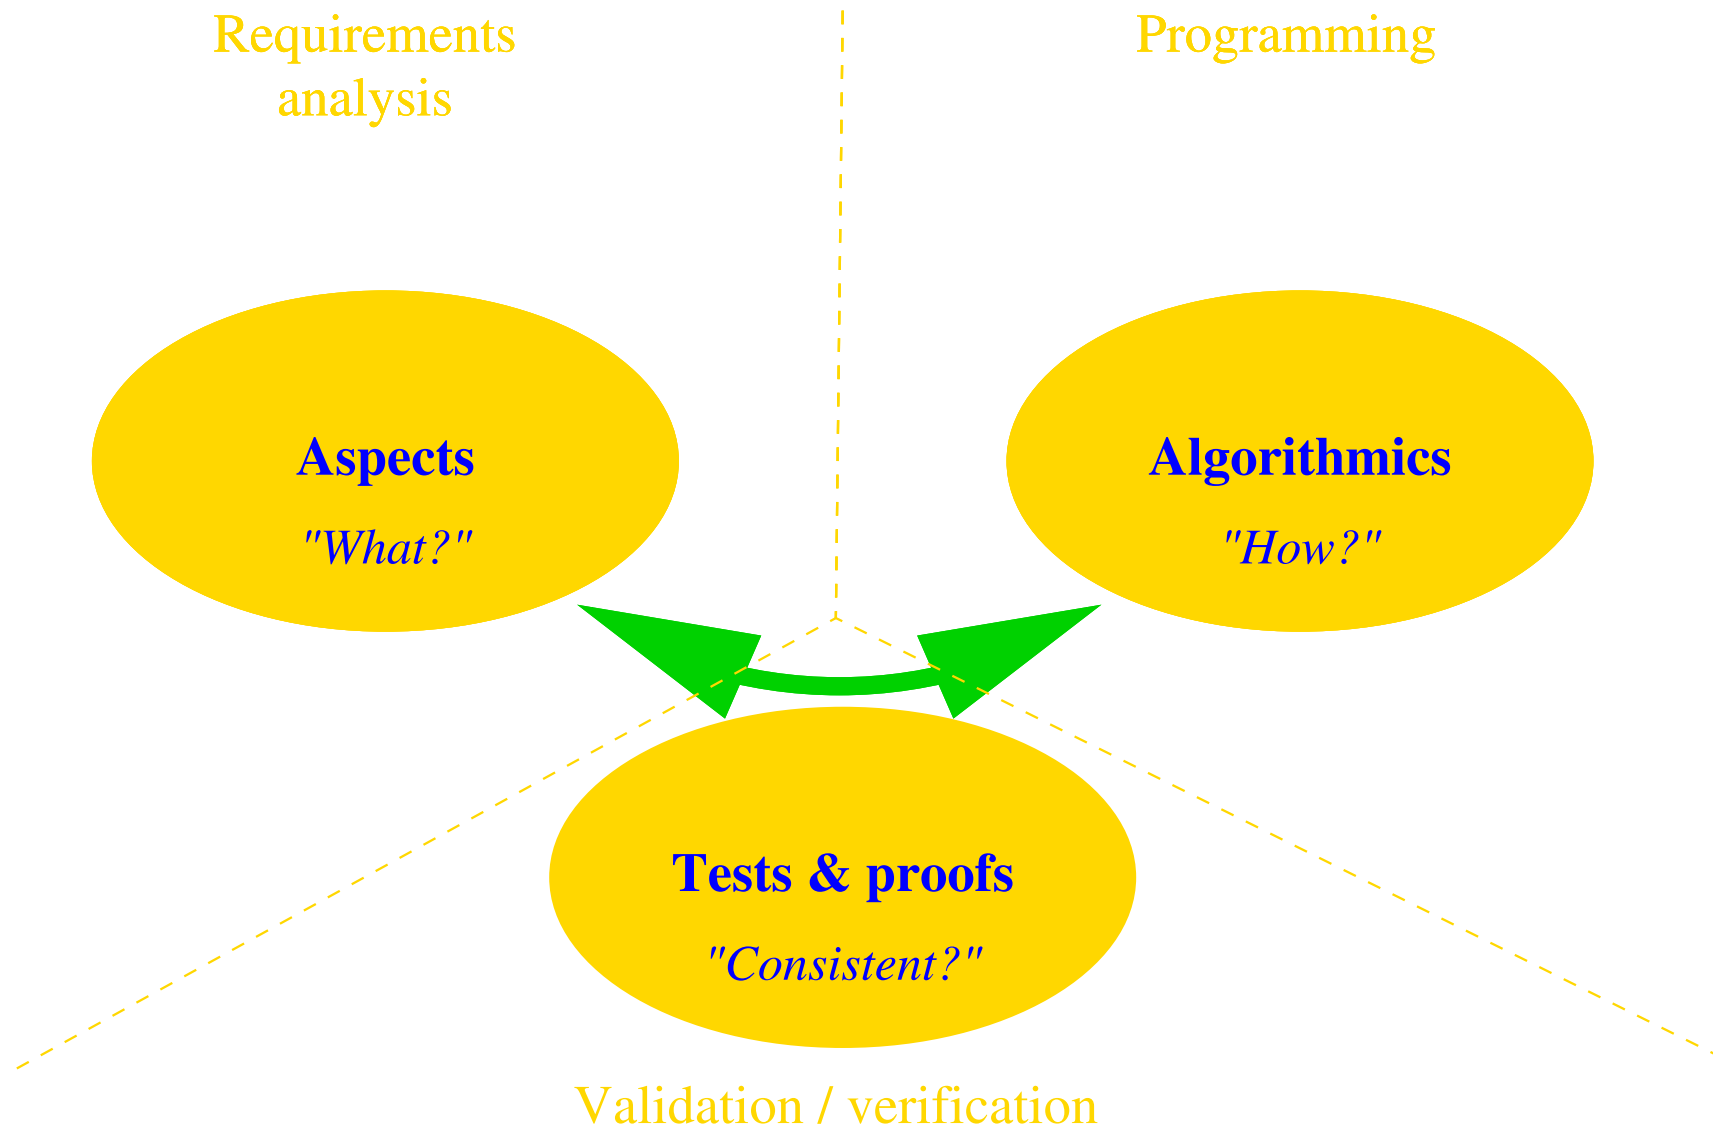 Requirements
analysis
Programming
Aspects
"What?"
Algorithmics
"How?"
Tests & proofs
"Consistent?"
Validation / verification